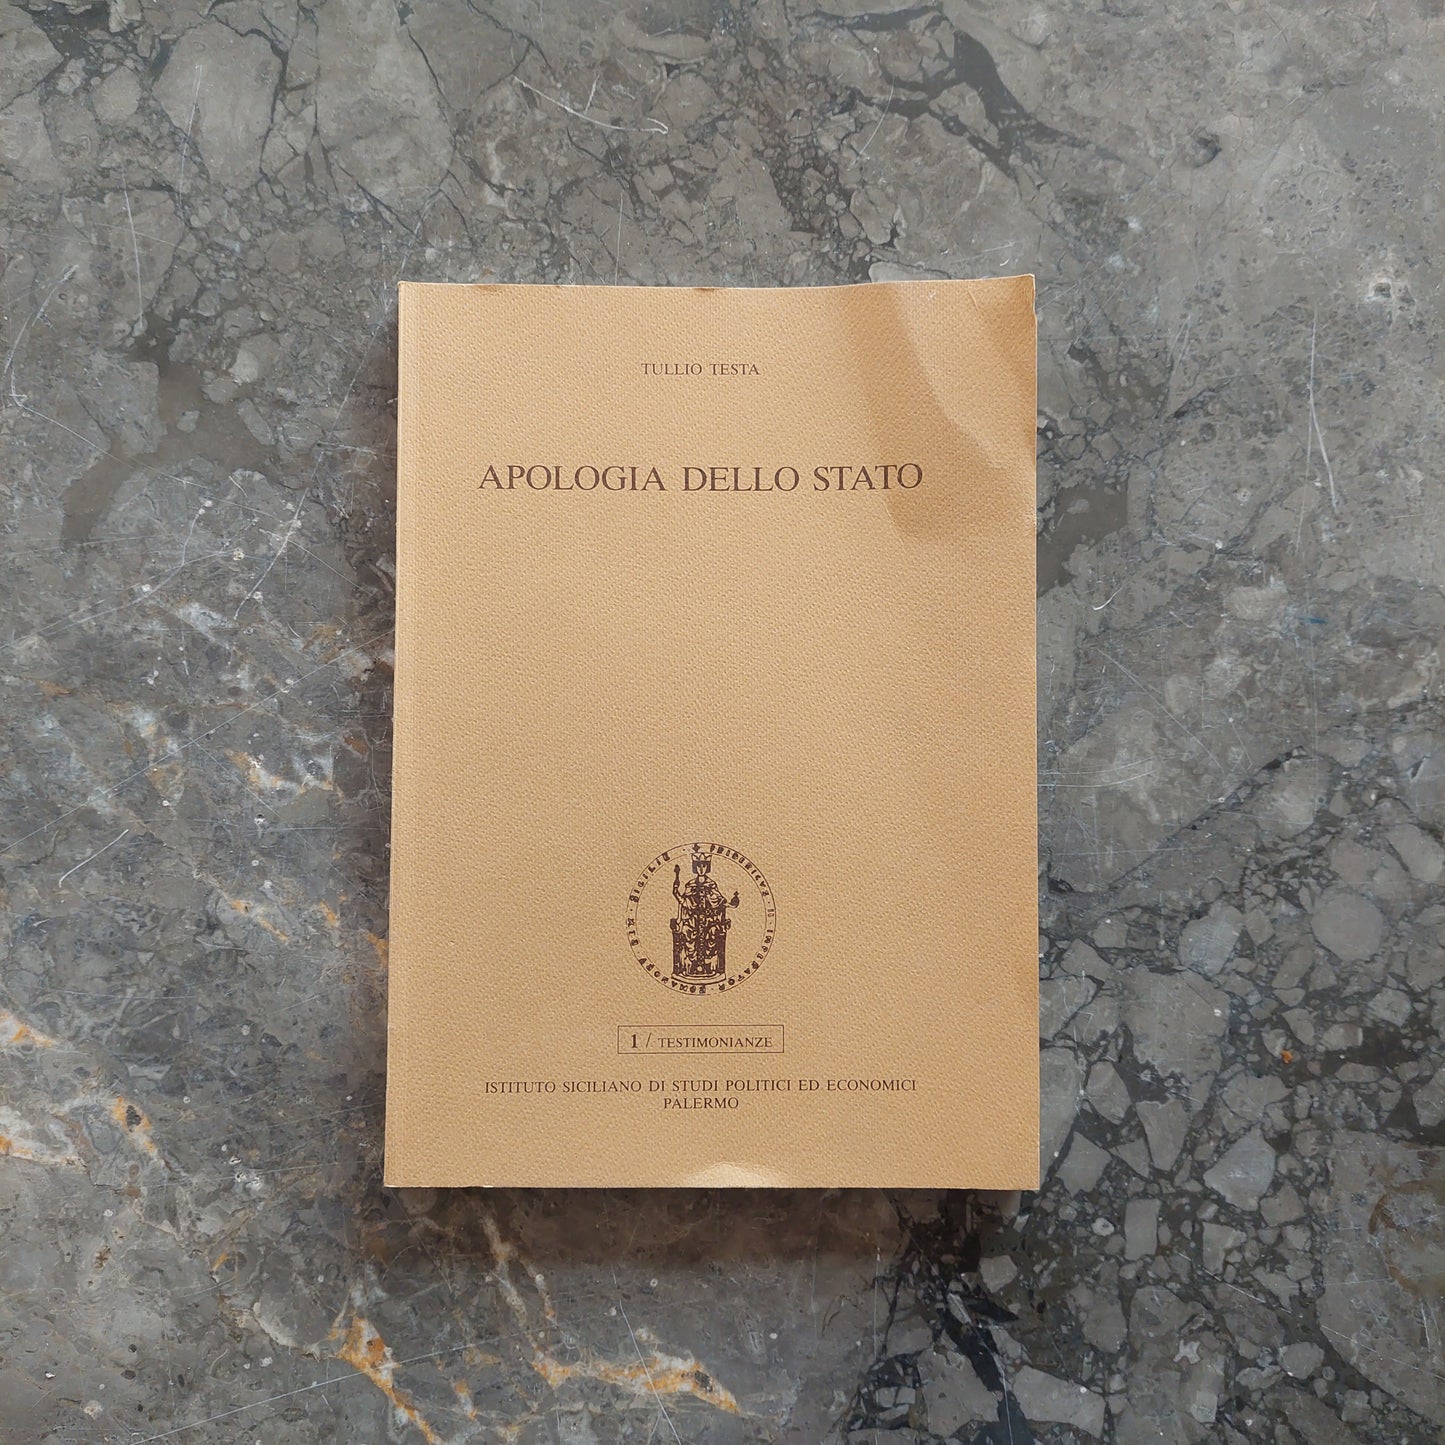 TULLIO TESTA
APOLOGIA DELLO STATO
1 / TESTIMONIANZE
ISTITUTO SICILIANO DI STUDI POLITICI ED ECONOMICI
PALERMO